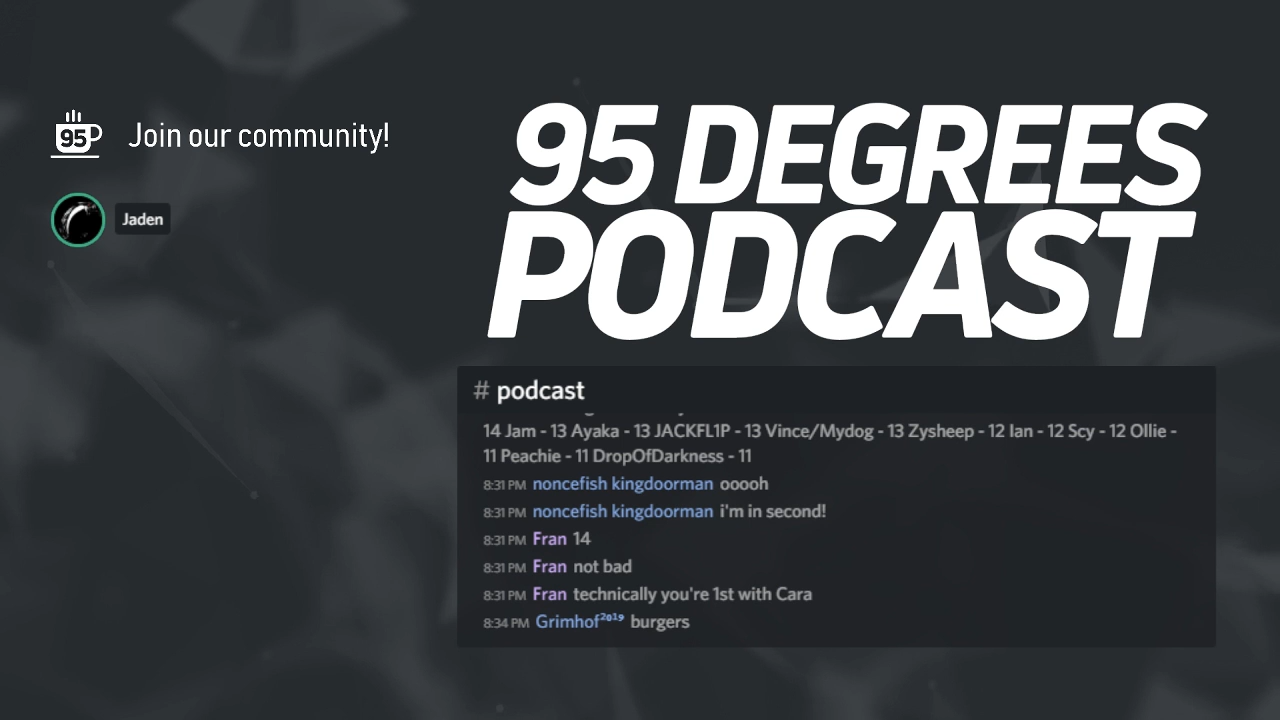 95
Join our community!
Jaden
95 DEGREES
PODCAST
# podcast
14 Jam - 13 Ayaka - 13 JACKFL1P - 13 Vince/Mydog - 13 Zysheep - 12 Ian - 12 Scy - 12 Ollie -
11 Peachie - 11 DropOfDarkness - 11
8:31 PM noncefish kingdoorman ooooh
8:31 PM noncefish kingdoorman i'm in second!
8:31 PM Fran 14
8:31 PM Fran not bad
8:31 PM Fran technically you're 1st with Cara
8:34 PM Grimhof²⁰¹⁹ burgers